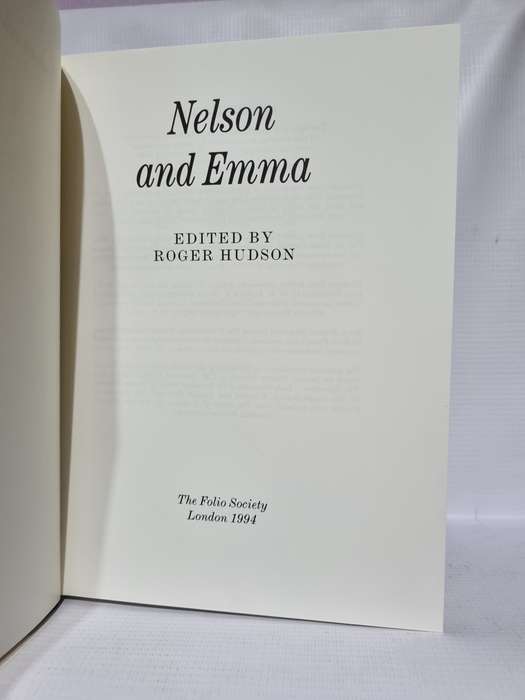 Nelson
and Emma
EDITED BY
ROGER HUDSON
The Folio Society
London 1994